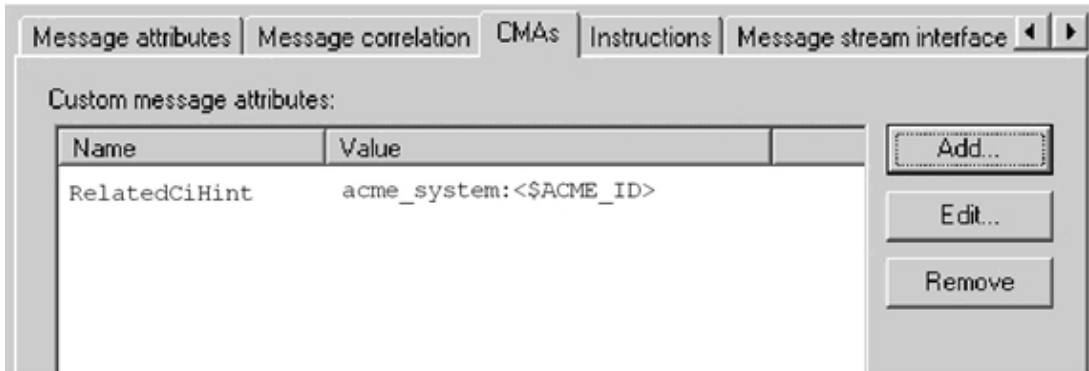 Message attributes Message correlation CMAs Instructions Message stream interface
Custom message attributes:
Name Value
Add...
RelatedCiHint acme_system:<$ACME_ID>
Edit...
Remove